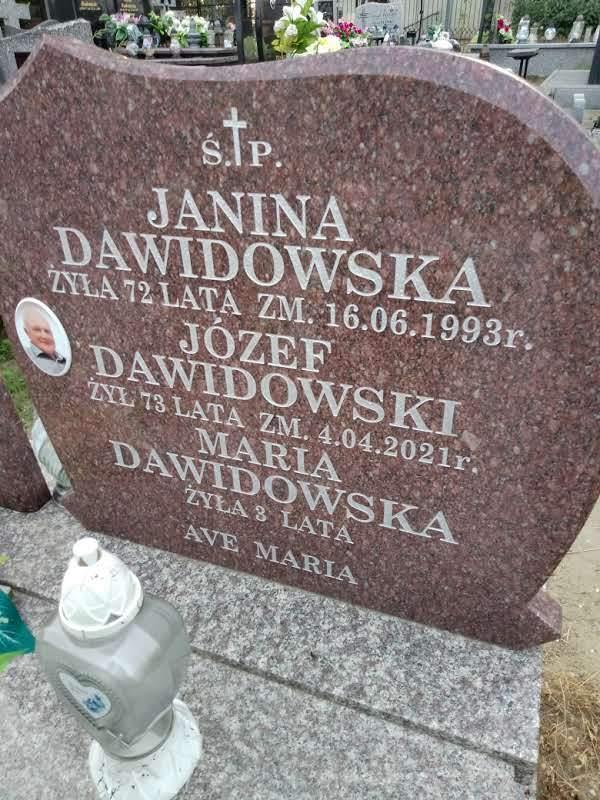 Ś.P.
JANINA
DAWIDOWSKA
ŻYŁA 72 LATA ZM. 16.06.1993r.
JÓZEF
DAWIDOWSKI
ŻYŁ 73 LATA ZM. 4.04.2021r.
MARIA
DAWIDOWSKA
ŻYŁA 3 LATA
AVE MARIA